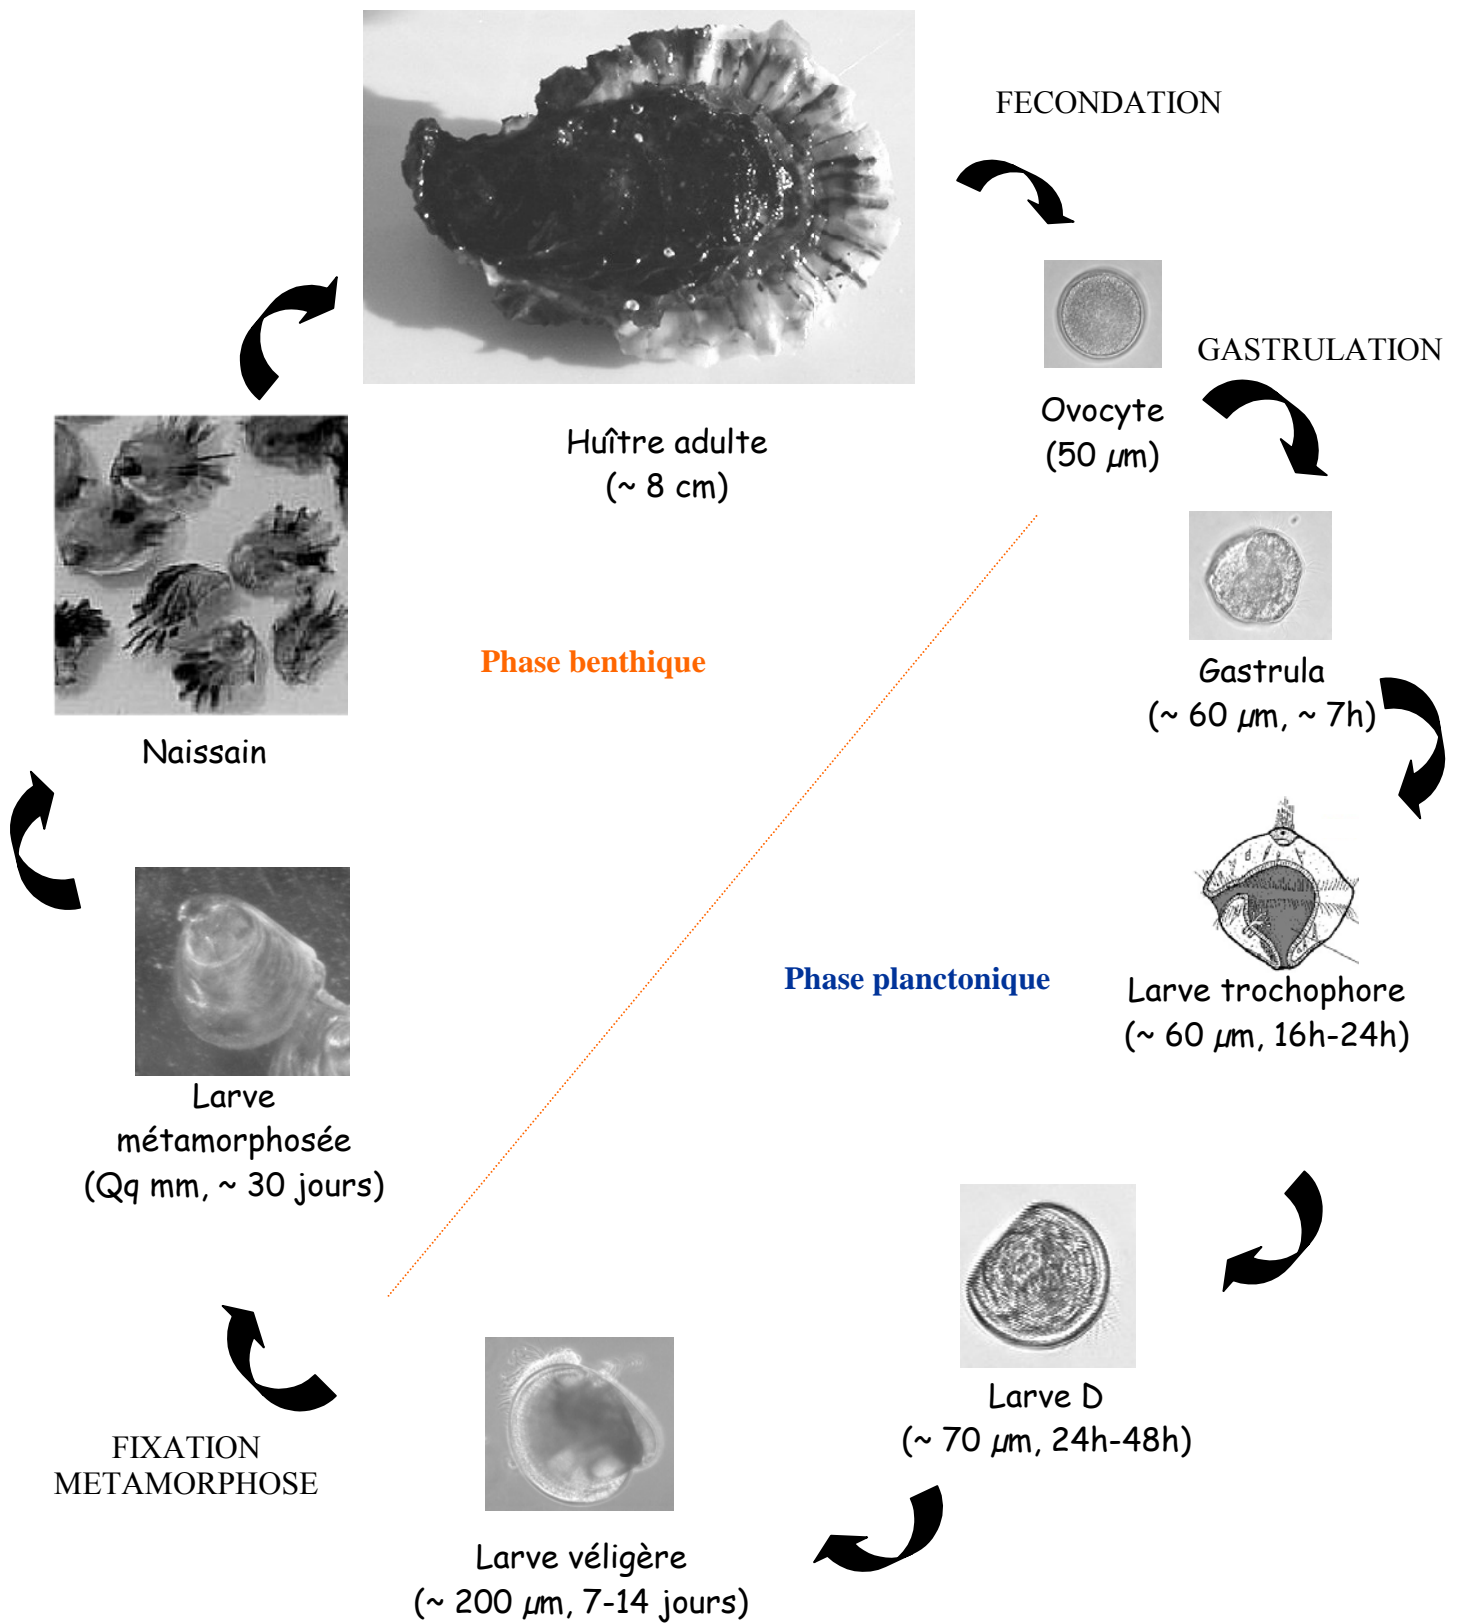 FECONDATION
GASTRULATION
Ovocyte
(50 µm)
Huître adulte
(~ 8 cm)
Phase benthique
Gastrula
(~ 60 µm, ~ 7h)
Naissain
Phase planctonique
Larve trochophore
(~ 60 µm, 16h-24h)
Larve
métamorphosée
(Qq mm, ~ 30 jours)
Larve D
(~ 70 µm, 24h-48h)
FIXATION
METAMORPHOSE
Larve véligère
(~ 200 µm, 7-14 jours)